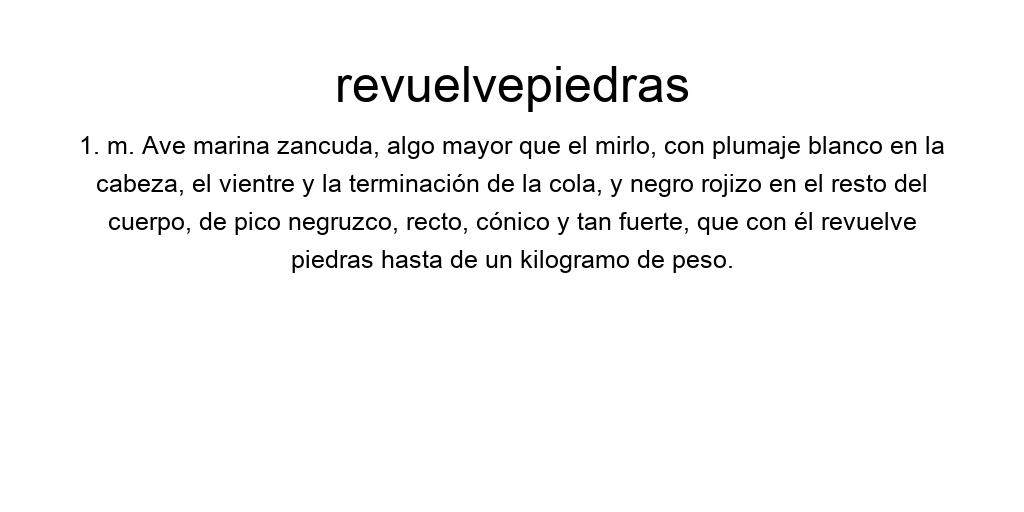 revuelvepiedras
1. m. Ave marina zancuda, algo mayor que el mirlo, con plumaje blanco en la
cabeza, el vientre y la terminación de la cola, y negro rojizo en el resto del
cuerpo, de pico negruzco, recto, cónico y tan fuerte, que con él revuelve
piedras hasta de un kilogramo de peso.